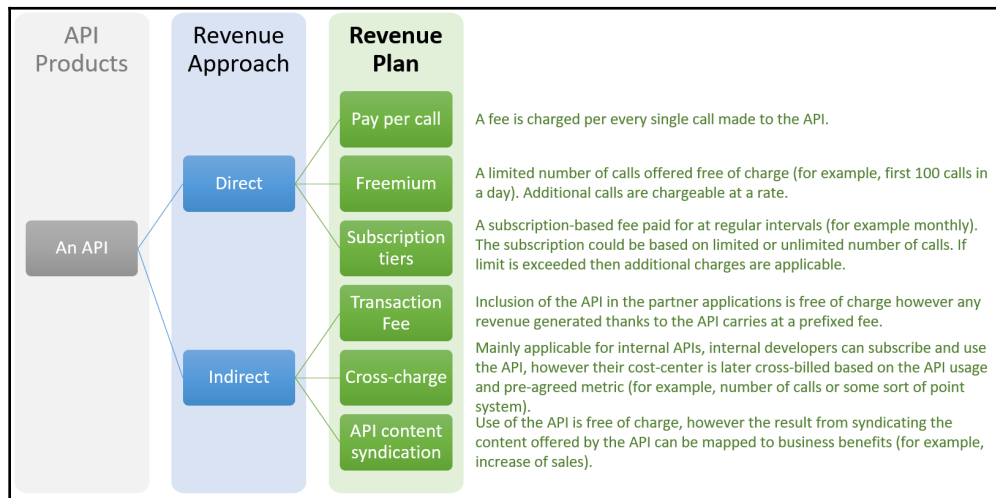 API
Products
Revenue
Approach
Revenue
Plan
An API
Direct
Indirect
Pay per call
A fee is charged per every single call made to the API.
Freemium
A limited number of calls offered free of charge (for example, first 100 calls in
a day). Additional calls are chargeable at a rate.
Subscription
tiers
A subscription-based fee paid for at regular intervals (for example monthly).
The subscription could be based on limited or unlimited number of calls. If
limit is exceeded then additional charges are applicable.
Transaction
Fee
Inclusion of the API in the partner applications is free of charge however any
revenue generated thanks to the API carries at a prefixed fee.
Cross-charge
Mainly applicable for internal APIs, internal developers can subscribe and use
the API, however their cost-center is later cross-billed based on the API usage
and pre-agreed metric (for example, number of calls or some sort of point
system).
API content
syndication
Use of the API is free of charge, however the result from syndicating the
content offered by the API can be mapped to business benefits (for example,
increase of sales).